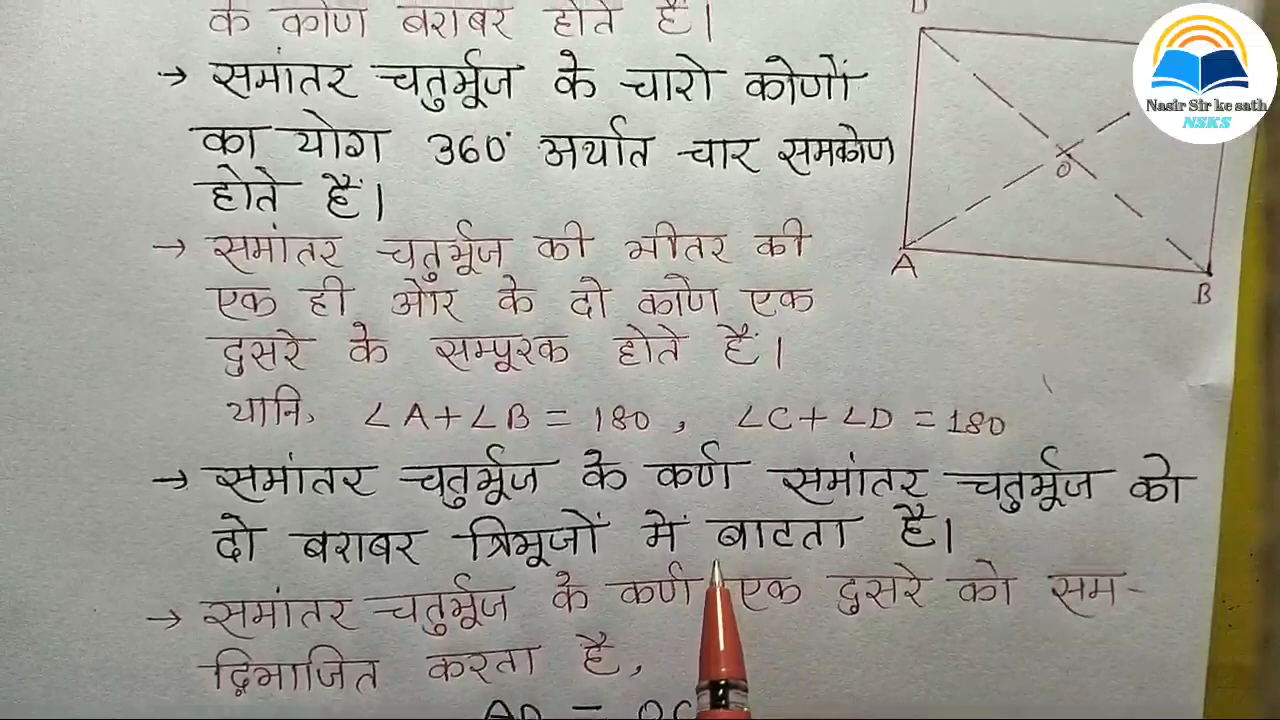 के कोण बराबर होते हैं।
→ समांतर चतुर्भूज के चारो कोणों
का योग 360° अर्थात चार समकोण
होते हैं।
→ समांतर चतुर्भूज की भीतर की
एक ही ओर के दो कोण एक
दुसरे के सम्पूरक होते हैं।
यानि, ∠A+∠B = 180, ∠C+∠D = 180
→ समांतर चतुर्भूज के कर्ण समांतर चतुर्भूज को
दो बराबर त्रिभूजों में बाटता है।
→ समांतर चतुर्भूज के कर्ण एक दुसरे को सम-
द्विभाजित करता है,
O
A
B
Nasir Sir ke sath
NSKS